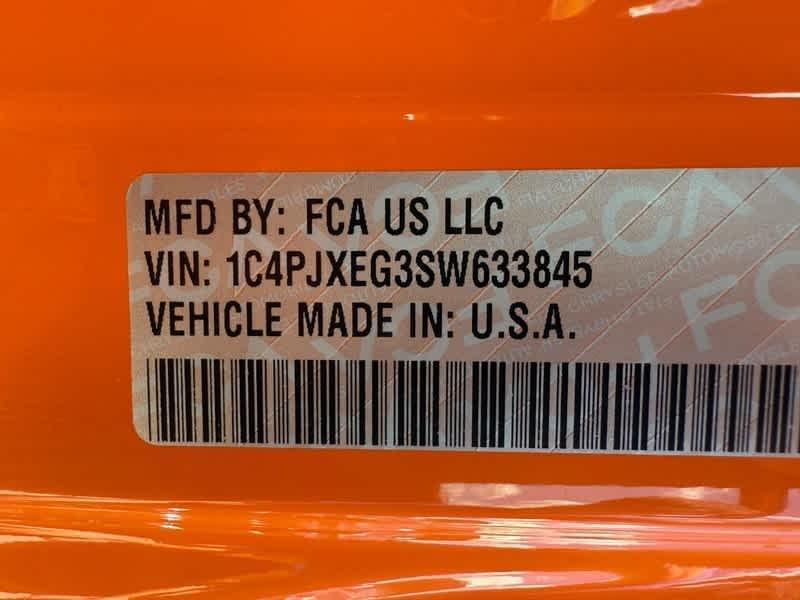 MFD BY: FCA US LLC
VIN: 1C4PJXEG3SW633845
VEHICLE MADE IN: U.S.A.